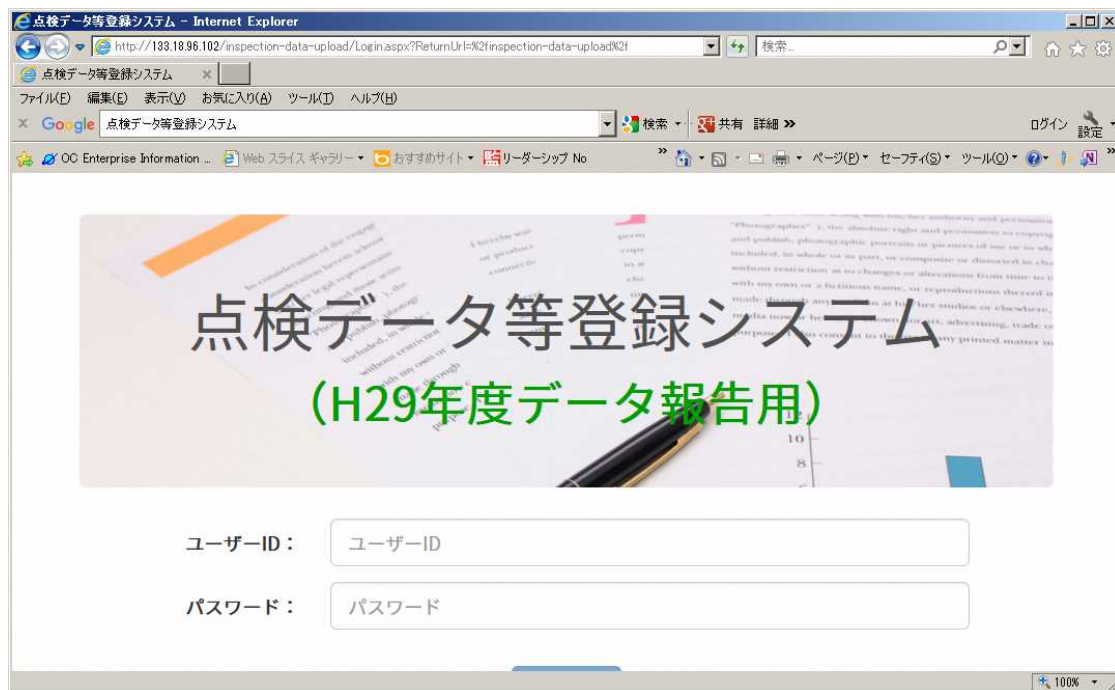 点検データ等登録システム - Internet Explorer
http://133.18.96.102/inspection-data-upload/Login.aspx?ReturnUrl=%2finspection-data-upload%2f
検索...
点検データ等登録システム
ファイル(F) 編集(E) 表示(V) お気に入り(A) ツール(T) ヘルプ(H)
Google 点検データ等登録システム 検索 共有 詳細 >> ログイン 設定
OC Enterprise Information ... Web スライス ギャラリー おすすめサイト リーダーシップ No >> ページ(P) セーフティ(S) ツール(O) >>
点検データ等登録システム
（H29年度データ報告用）
12
10
8
ユーザーID： ユーザーID
パスワード： パスワード
100%